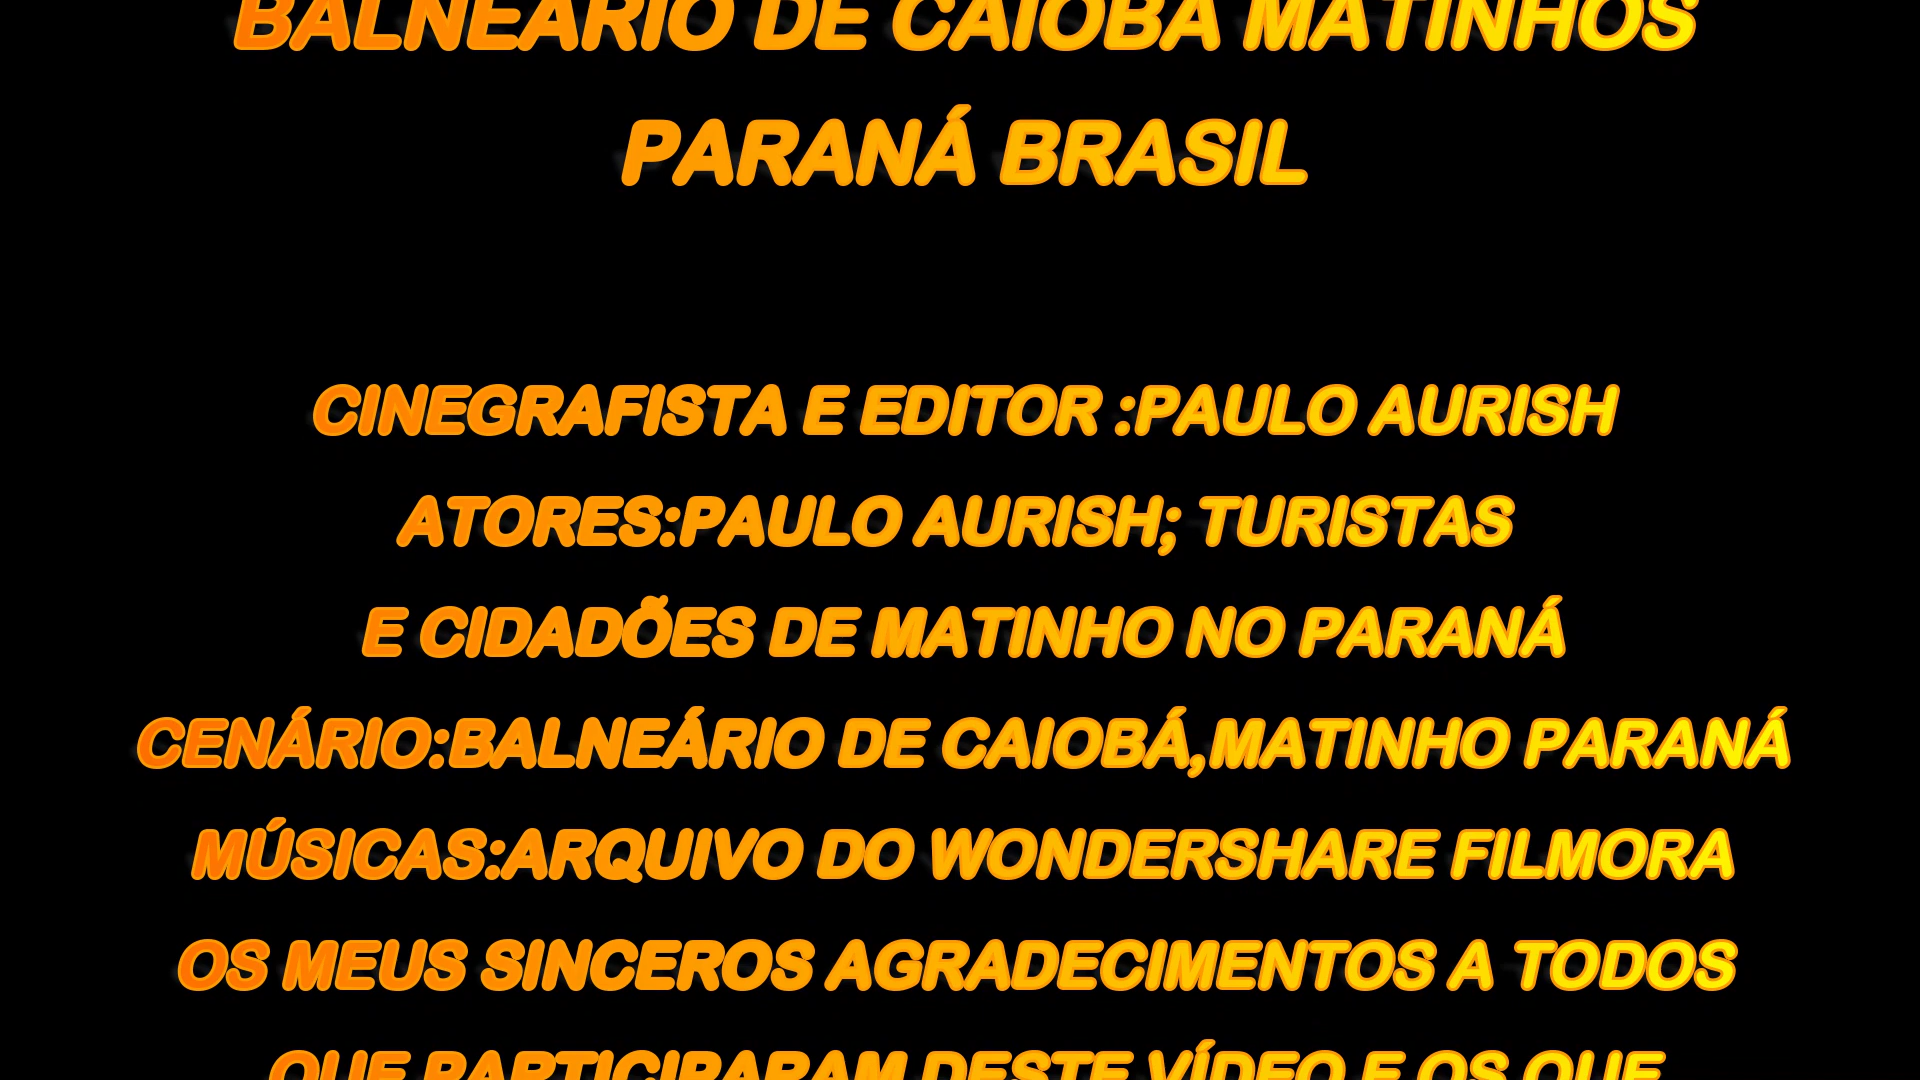 BALNEÁRIO DE CAIOBÁ MATINHOS
PARANÁ BRASIL
CINEGRAFISTA E EDITOR :PAULO AURISH
ATORES:PAULO AURISH; TURISTAS
E CIDADÕES DE MATINHO NO PARANÁ
CENÁRIO:BALNEÁRIO DE CAIOBÁ,MATINHO PARANÁ
MÚSICAS:ARQUIVO DO WONDERSHARE FILMORA
OS MEUS SINCEROS AGRADECIMENTOS A TODOS
QUE PARTICIPARAM DESTE VÍDEO E OS QUE